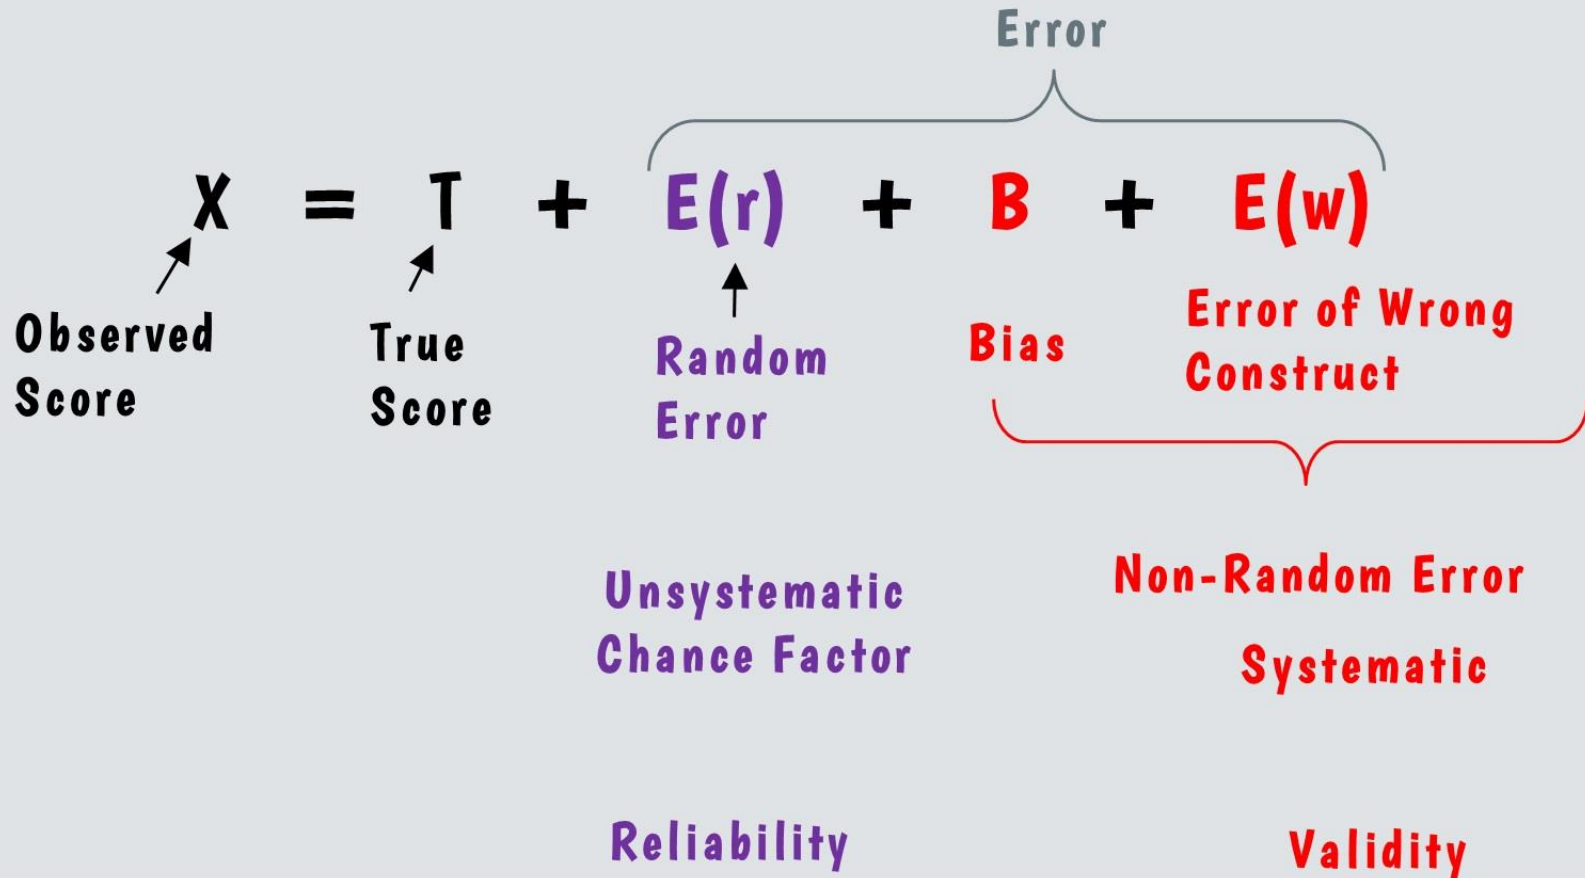 Error
X = T + E(r) + B + E(w)
Observed
Score
True
Score
Random
Error
Bias
Error of Wrong
Construct
Unsystematic
Chance Factor
Non-Random Error
Systematic
Reliability
Validity